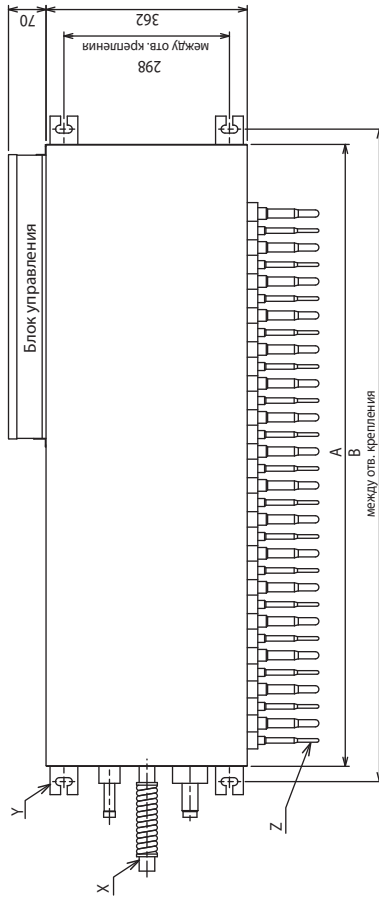 70
362
298
между отв. крепления
Блок управления
Y
X
Z
A
B
между отв. крепления